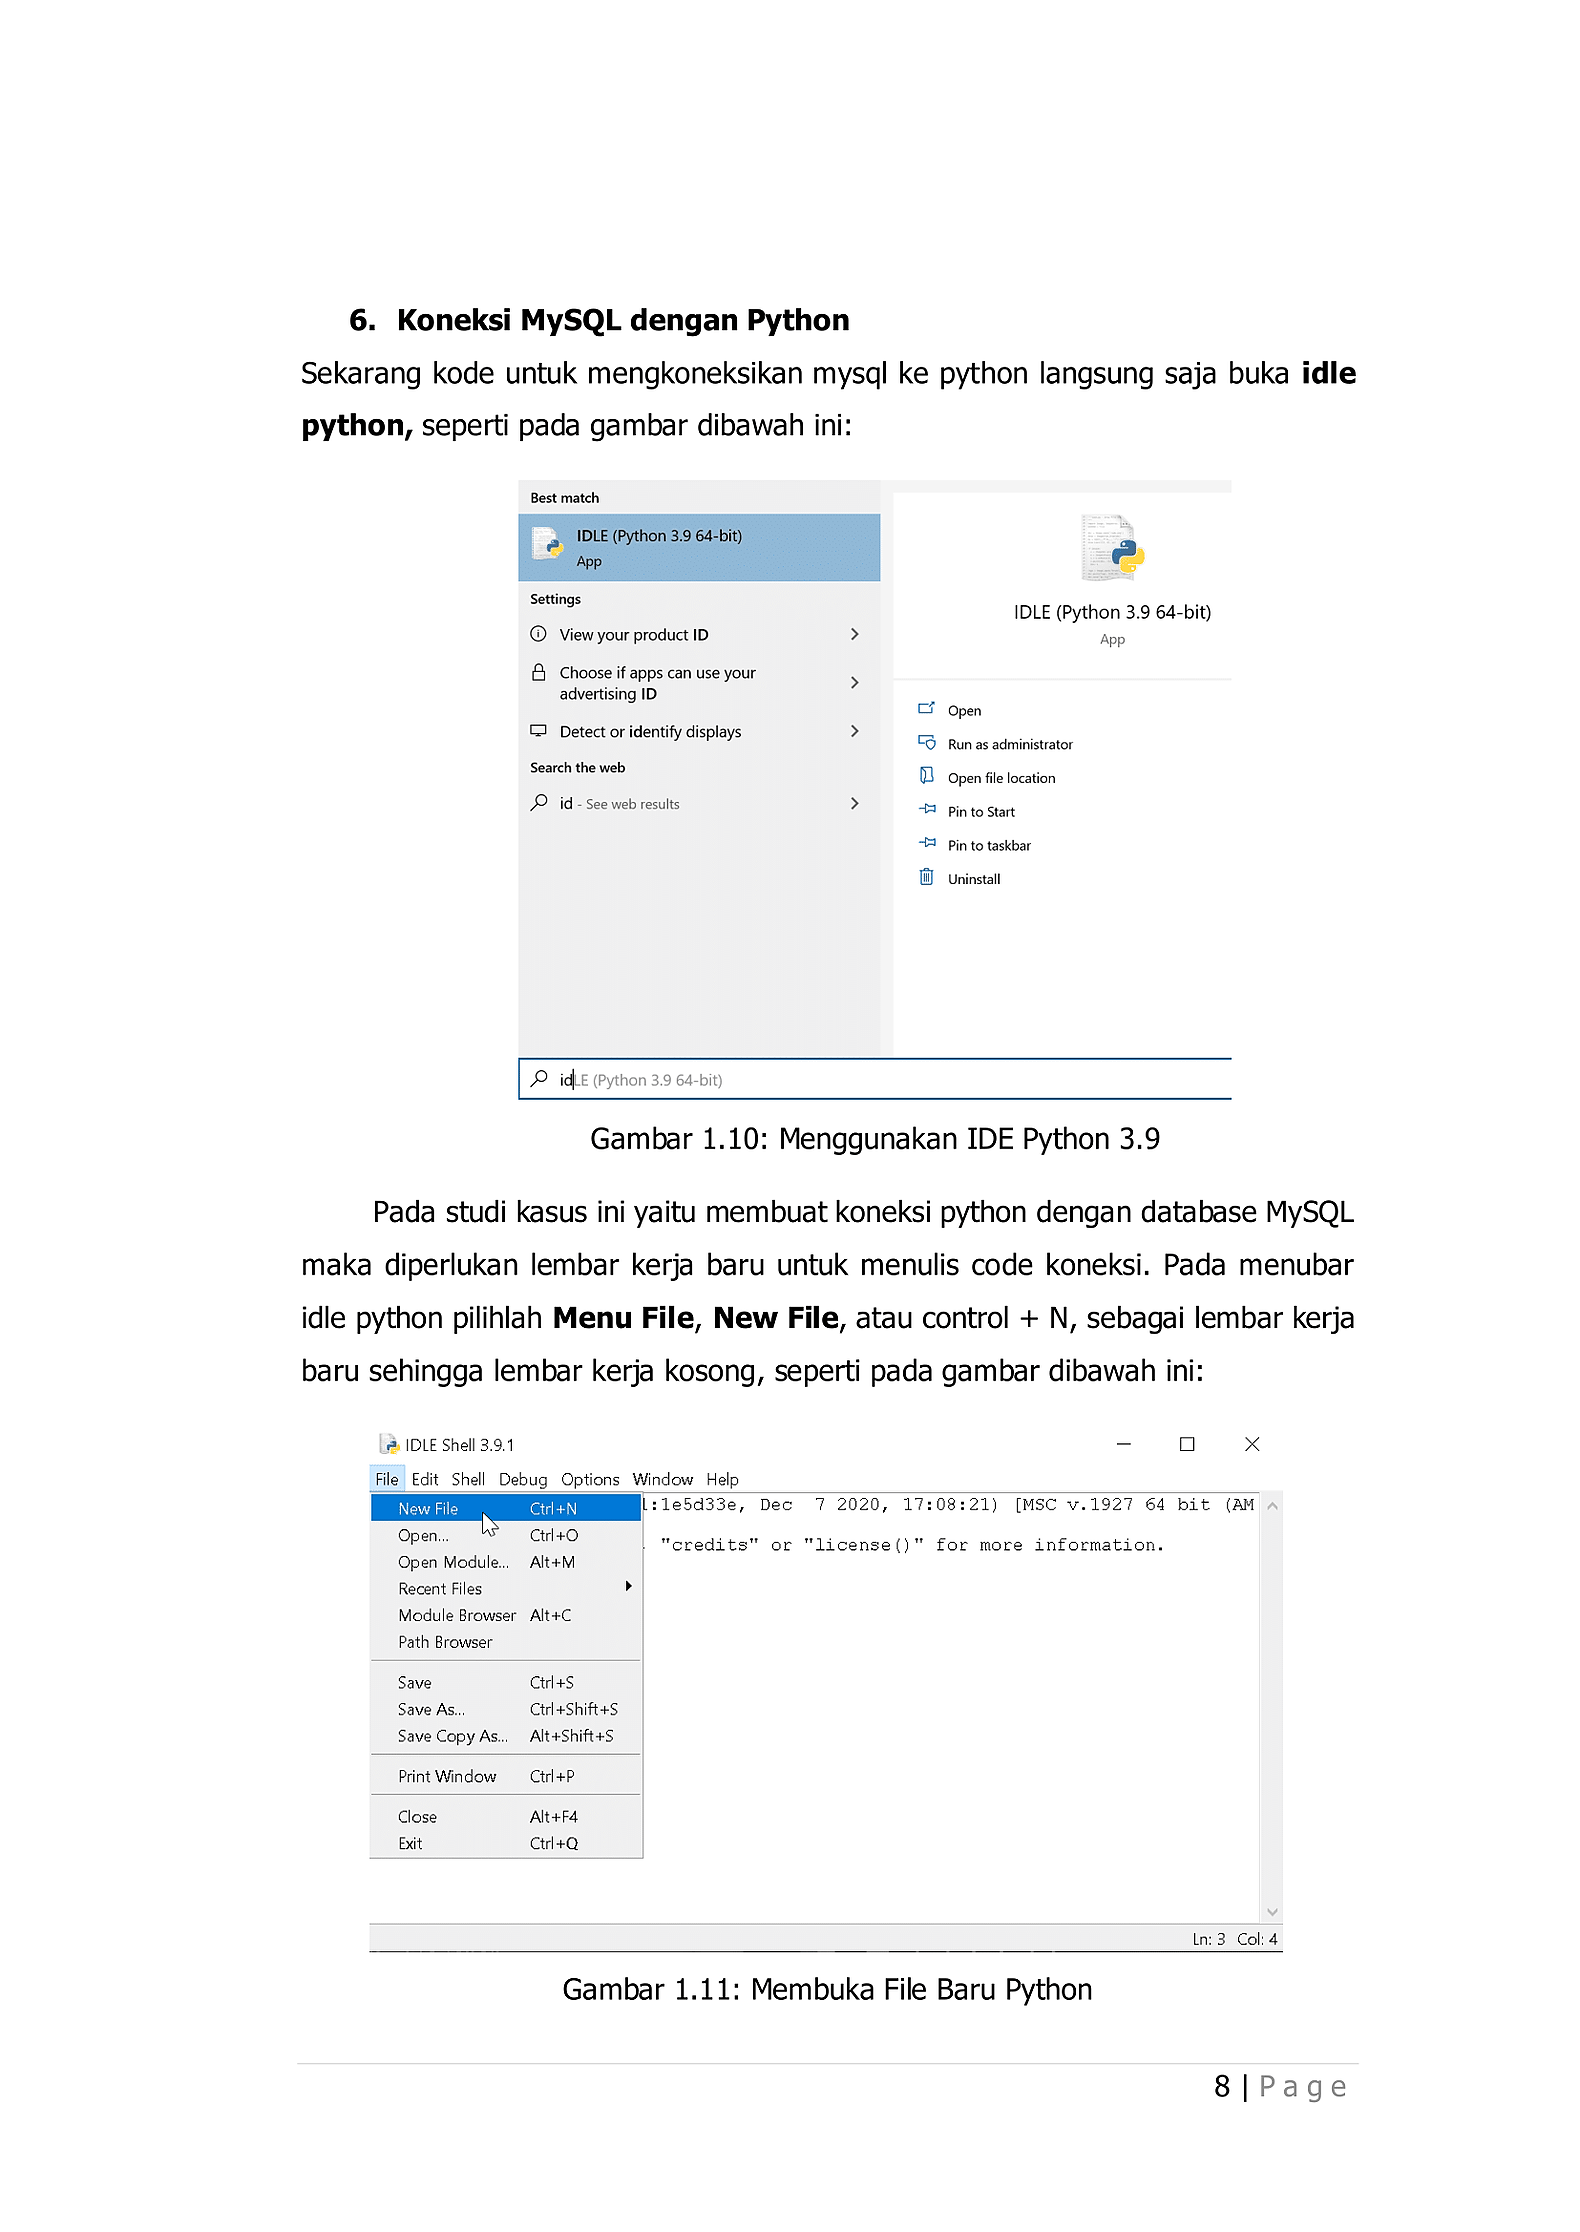 6. Koneksi MySQL dengan Python
Sekarang kode untuk mengkoneksikan mysql ke python langsung saja buka idle
python, seperti pada gambar dibawah ini:
Best match
IDLE (Python 3.9 64-bit)
App
Settings
View your product ID
Choose if apps can use your
advertising ID
Detect or identify displays
Search the web
id - See web results
IDLE (Python 3.9 64-bit)
App
Open
Run as administrator
Open file location
Pin to Start
Pin to taskbar
Uninstall
idLE (Python 3.9 64-bit)
Gambar 1.10: Menggunakan IDE Python 3.9
Pada studi kasus ini yaitu membuat koneksi python dengan database MySQL
maka diperlukan lembar kerja baru untuk menulis code koneksi. Pada menubar
idle python pilihlah Menu File, New File, atau control + N, sebagai lembar kerja
baru sehingga lembar kerja kosong, seperti pada gambar dibawah ini:
IDLE Shell 3.9.1
File Edit Shell Debug Options Window Help
New File Ctrl+N
Open... Ctrl+O
Open Module... Alt+M
Recent Files
Module Browser Alt+C
Path Browser
Save Ctrl+S
Save As... Ctrl+Shift+S
Save Copy As... Alt+Shift+S
Print Window Ctrl+P
Close Alt+F4
Exit Ctrl+Q
:1e5d33e, Dec 7 2020, 17:08:21) [MSC v.1927 64 bit (AM
"credits" or "license()" for more information.
Ln: 3 Col: 4
Gambar 1.11: Membuka File Baru Python
8 | Page